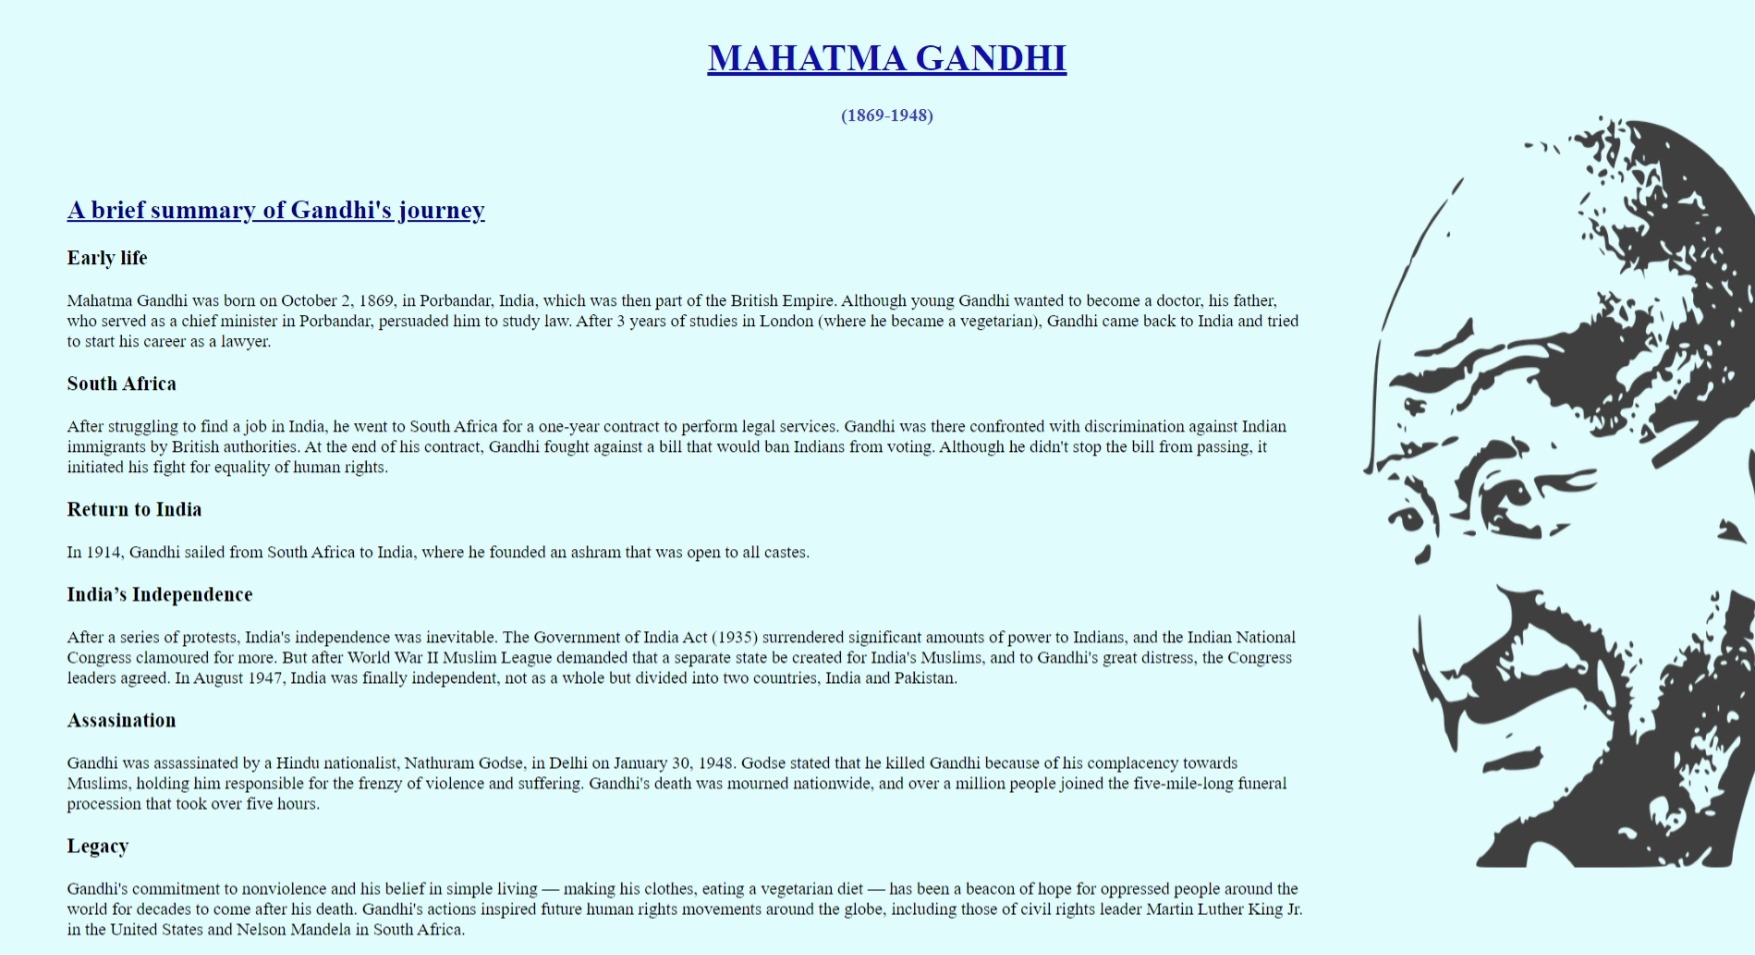 MAHATMA GANDHI
(1869-1948)
A brief summary of Gandhi's journey
Early life
Mahatma Gandhi was born on October 2, 1869, in Porbandar, India, which was then part of the British Empire. Although young Gandhi wanted to become a doctor, his father,
who served as a chief minister in Porbandar, persuaded him to study law. After 3 years of studies in London (where he became a vegetarian), Gandhi came back to India and tried
to start his career as a lawyer.
South Africa
After struggling to find a job in India, he went to South Africa for a one-year contract to perform legal services. Gandhi was there confronted with discrimination against Indian
immigrants by British authorities. At the end of his contract, Gandhi fought against a bill that would ban Indians from voting. Although he didn't stop the bill from passing, it
initiated his fight for equality of human rights.
Return to India
In 1914, Gandhi sailed from South Africa to India, where he founded an ashram that was open to all castes.
India’s Independence
After a series of protests, India's independence was inevitable. The Government of India Act (1935) surrendered significant amounts of power to Indians, and the Indian National
Congress clamoured for more. But after World War II Muslim League demanded that a separate state be created for India's Muslims, and to Gandhi's great distress, the Congress
leaders agreed. In August 1947, India was finally independent, not as a whole but divided into two countries, India and Pakistan.
Assasination
Gandhi was assassinated by a Hindu nationalist, Nathuram Godse, in Delhi on January 30, 1948. Godse stated that he killed Gandhi because of his complacency towards
Muslims, holding him responsible for the frenzy of violence and suffering. Gandhi's death was mourned nationwide, and over a million people joined the five-mile-long funeral
procession that took over five hours.
Legacy
Gandhi's commitment to nonviolence and his belief in simple living — making his clothes, eating a vegetarian diet — has been a beacon of hope for oppressed people around the
world for decades to come after his death. Gandhi's actions inspired future human rights movements around the globe, including those of civil rights leader Martin Luther King Jr.
in the United States and Nelson Mandela in South Africa.